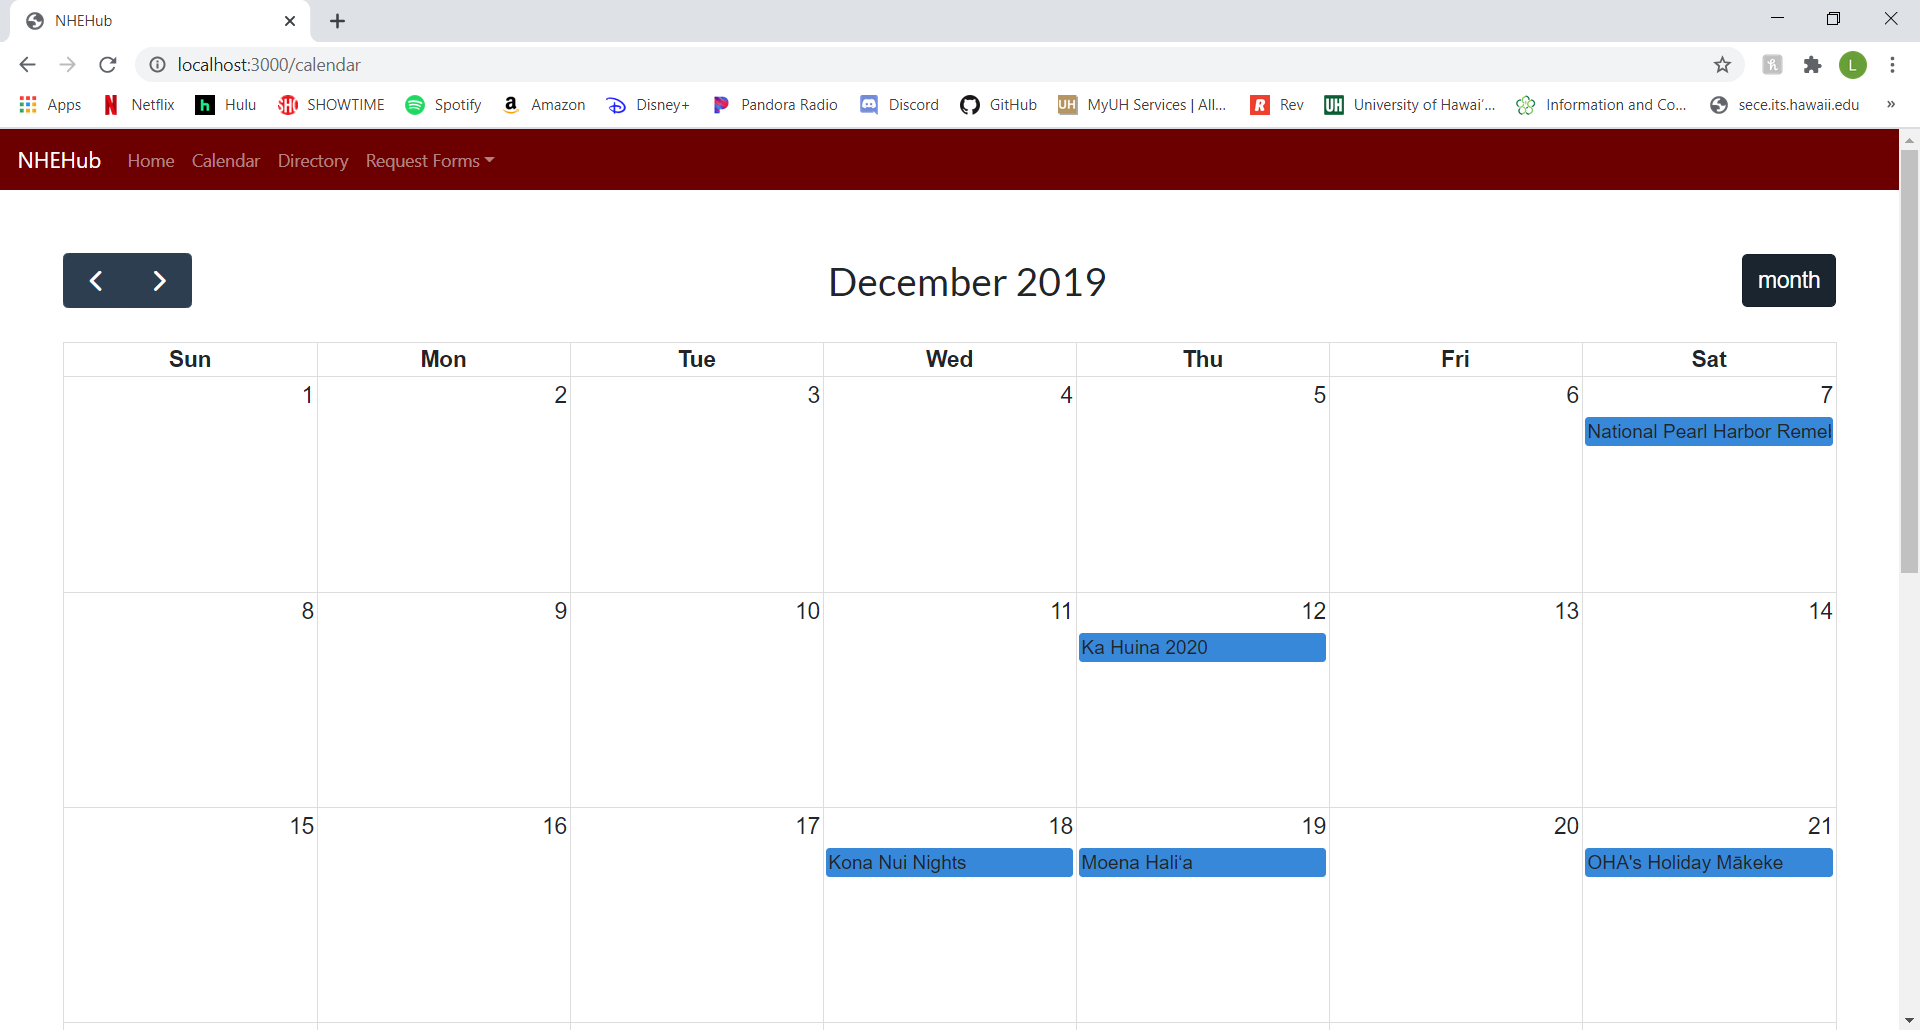 NHEHub
localhost:3000/calendar
Apps Netflix Hulu SHOWTIME Spotify Amazon Disney+ Pandora Radio Discord GitHub MyUH Services | All... Rev University of Hawaiʻ... Information and Co... sece.its.hawaii.edu »
NHEHub Home Calendar Directory Request Forms
December 2019
month
Sun Mon Tue Wed Thu Fri Sat
1 2 3 4 5 6 7
National Pearl Harbor Reme
8 9 10 11 12 13 14
Ka Huina 2020
15 16 17 18 19 20 21
Kona Nui Nights Moena Haliʻa OHA's Holiday Mākeke